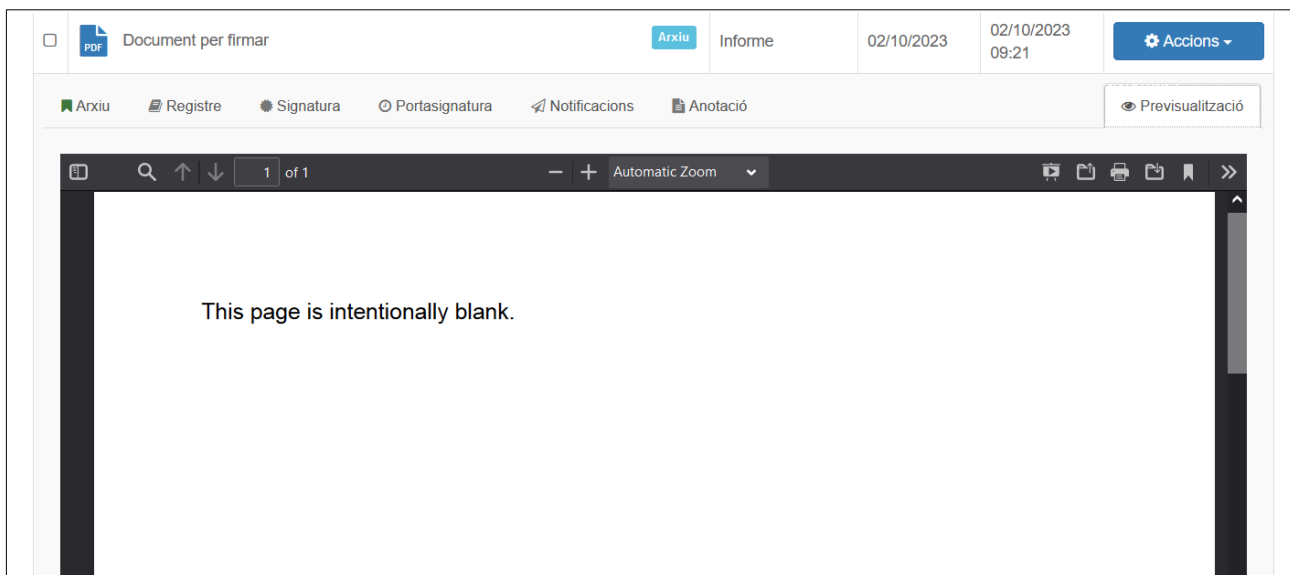 PDF Document per firmar Arxiu Informe 02/10/2023 02/10/2023 09:21 Accions
Arxiu Registre Signatura Portasignatura Notificacions Anotació Previsualització
1 of 1 Automatic Zoom
This page is intentionally blank.